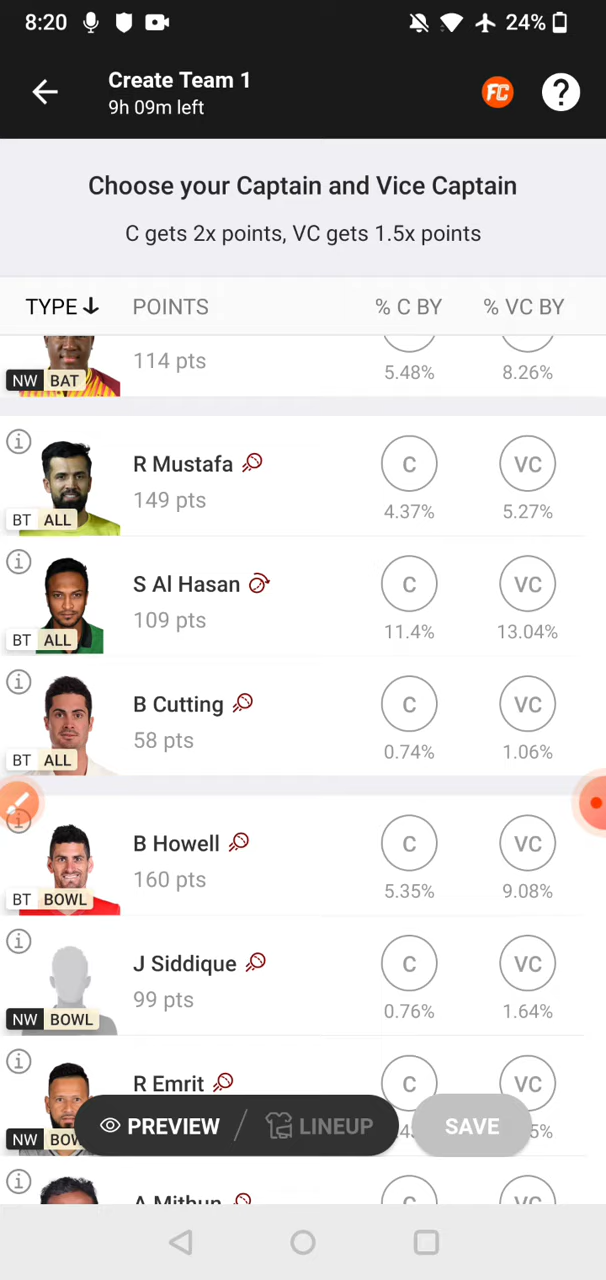 8:20 24%
Create Team 1
9h 09m left
FC ?
Choose your Captain and Vice Captain
C gets 2x points, VC gets 1.5x points
TYPE POINTS % C BY % VC BY
114 pts
NW BAT 5.48% 8.26%
R Mustafa C VC
149 pts
BT ALL 4.37% 5.27%
S Al Hasan C VC
109 pts
BT ALL 11.4% 13.04%
B Cutting C VC
58 pts
BT ALL 0.74% 1.06%
B Howell C VC
160 pts
BT BOWL 5.35% 9.08%
J Siddique C VC
99 pts
NW BOWL 0.76% 1.64%
R Emrit C VC
NW PREVIEW / LINEUP SAVE
A Mithun C VC